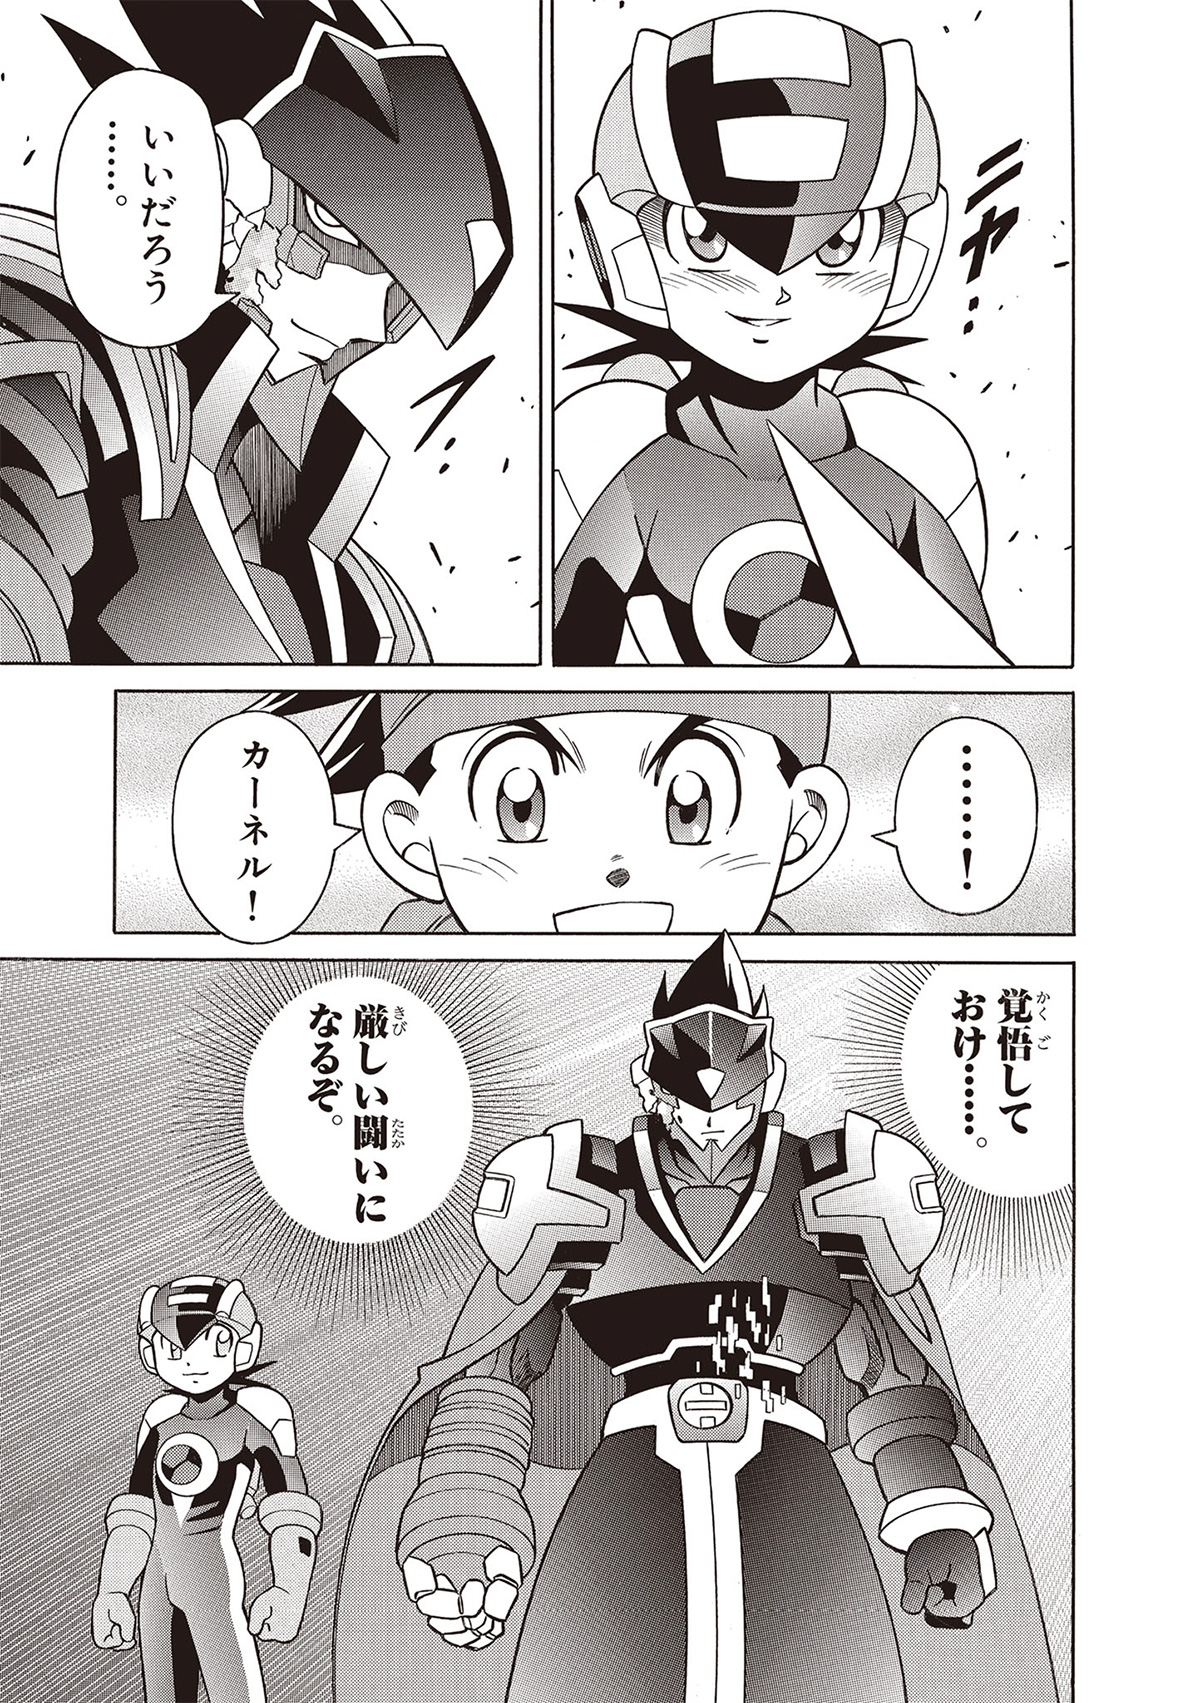 ニヤ…
いいだろう
……。
……！
カーネル！
覚悟して
おけ……。
厳しい闘いに
なるぞ。